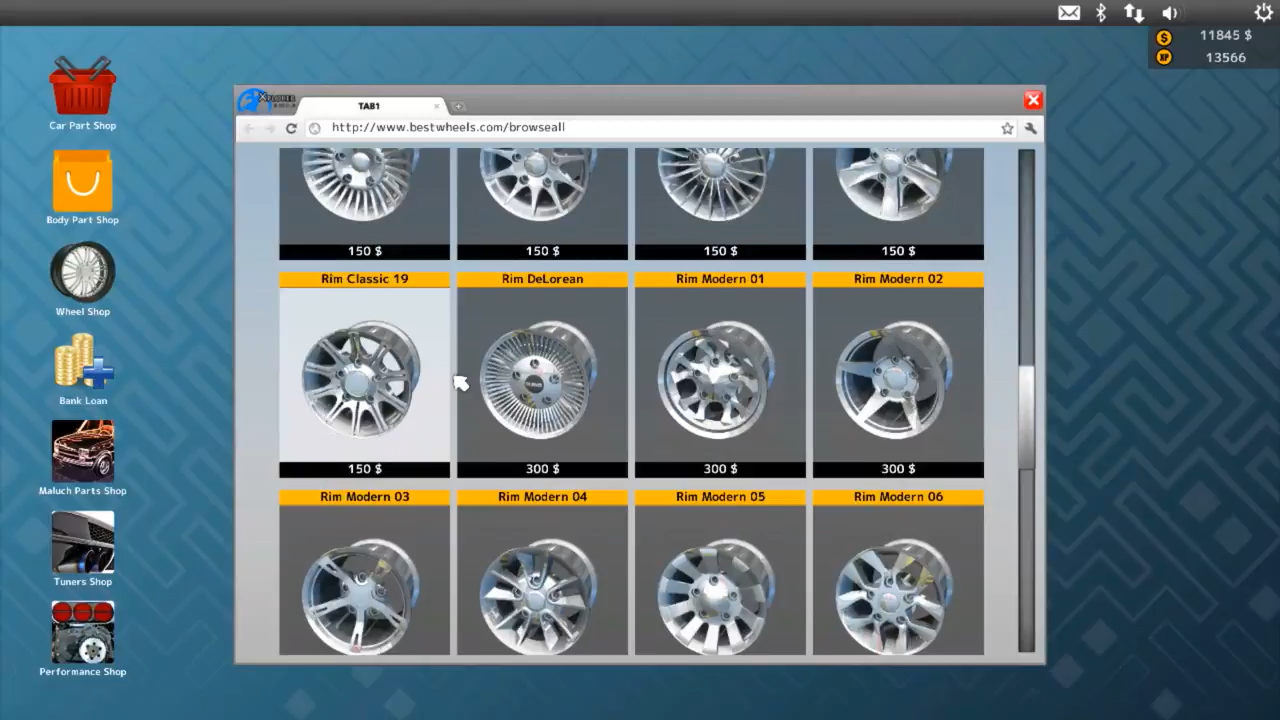 11845 $
13566
XPLORER
TAB1
http://www.bestwheels.com/browseall
Car Part Shop
Body Part Shop
Wheel Shop
Bank Loan
Maluch Parts Shop
Tuners Shop
Performance Shop
150 $ 150 $ 150 $ 150 $
Rim Classic 19 Rim DeLorean Rim Modern 01 Rim Modern 02
150 $ 300 $ 300 $ 300 $
Rim Modern 03 Rim Modern 04 Rim Modern 05 Rim Modern 06